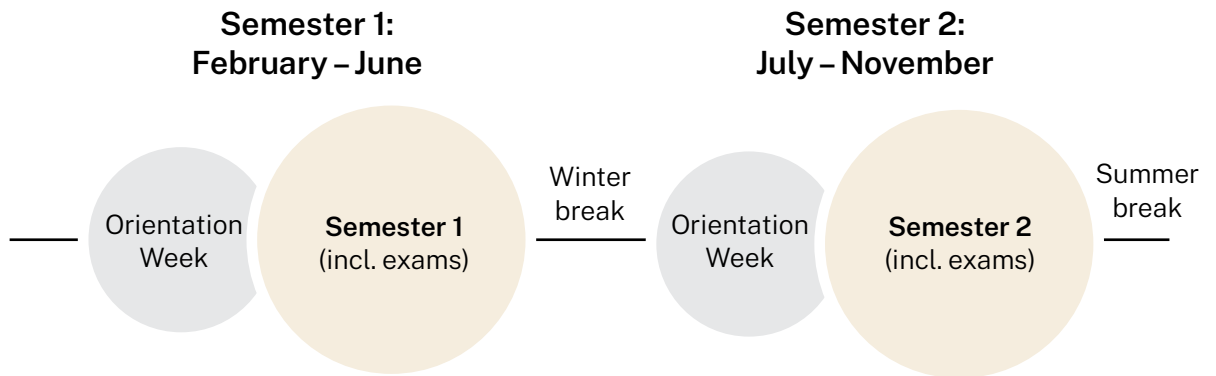 Semester 1:
February – June
Orientation
Week
Semester 1
(incl. exams)
Winter
break
Semester 2:
July – November
Orientation
Week
Semester 2
(incl. exams)
Summer
break